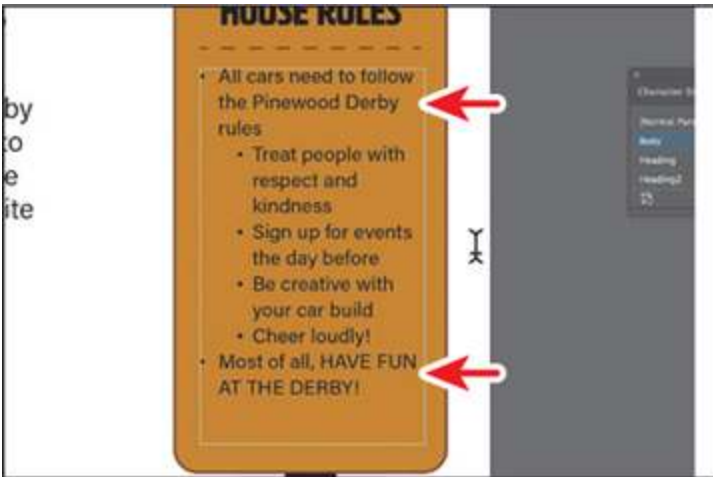 HOUSE RULES
• All cars need to follow
the Pinewood Derby
rules
• Treat people with
respect and
kindness
• Sign up for events
the day before
• Be creative with
your car build
• Cheer loudly!
• Most of all, HAVE FUN
AT THE DERBY!
by
to
e
ite
Character
Body
Heading
Heading2